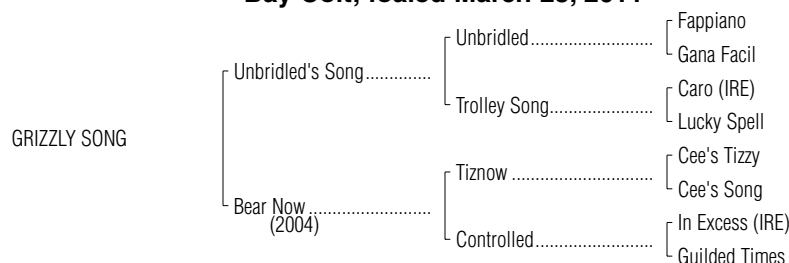 Bay Colt; foaled March 2011
Fappiano
Unbridled
Gana Facil
Unbridled's Song
Caro (IRE)
Trolley Song
Lucky Spell
GRIZZLY SONG
Cee's Tizzy
Tiznow
Cee's Song
Bear Now
(2004)
In Excess (IRE)
Controlled
Guilded Times